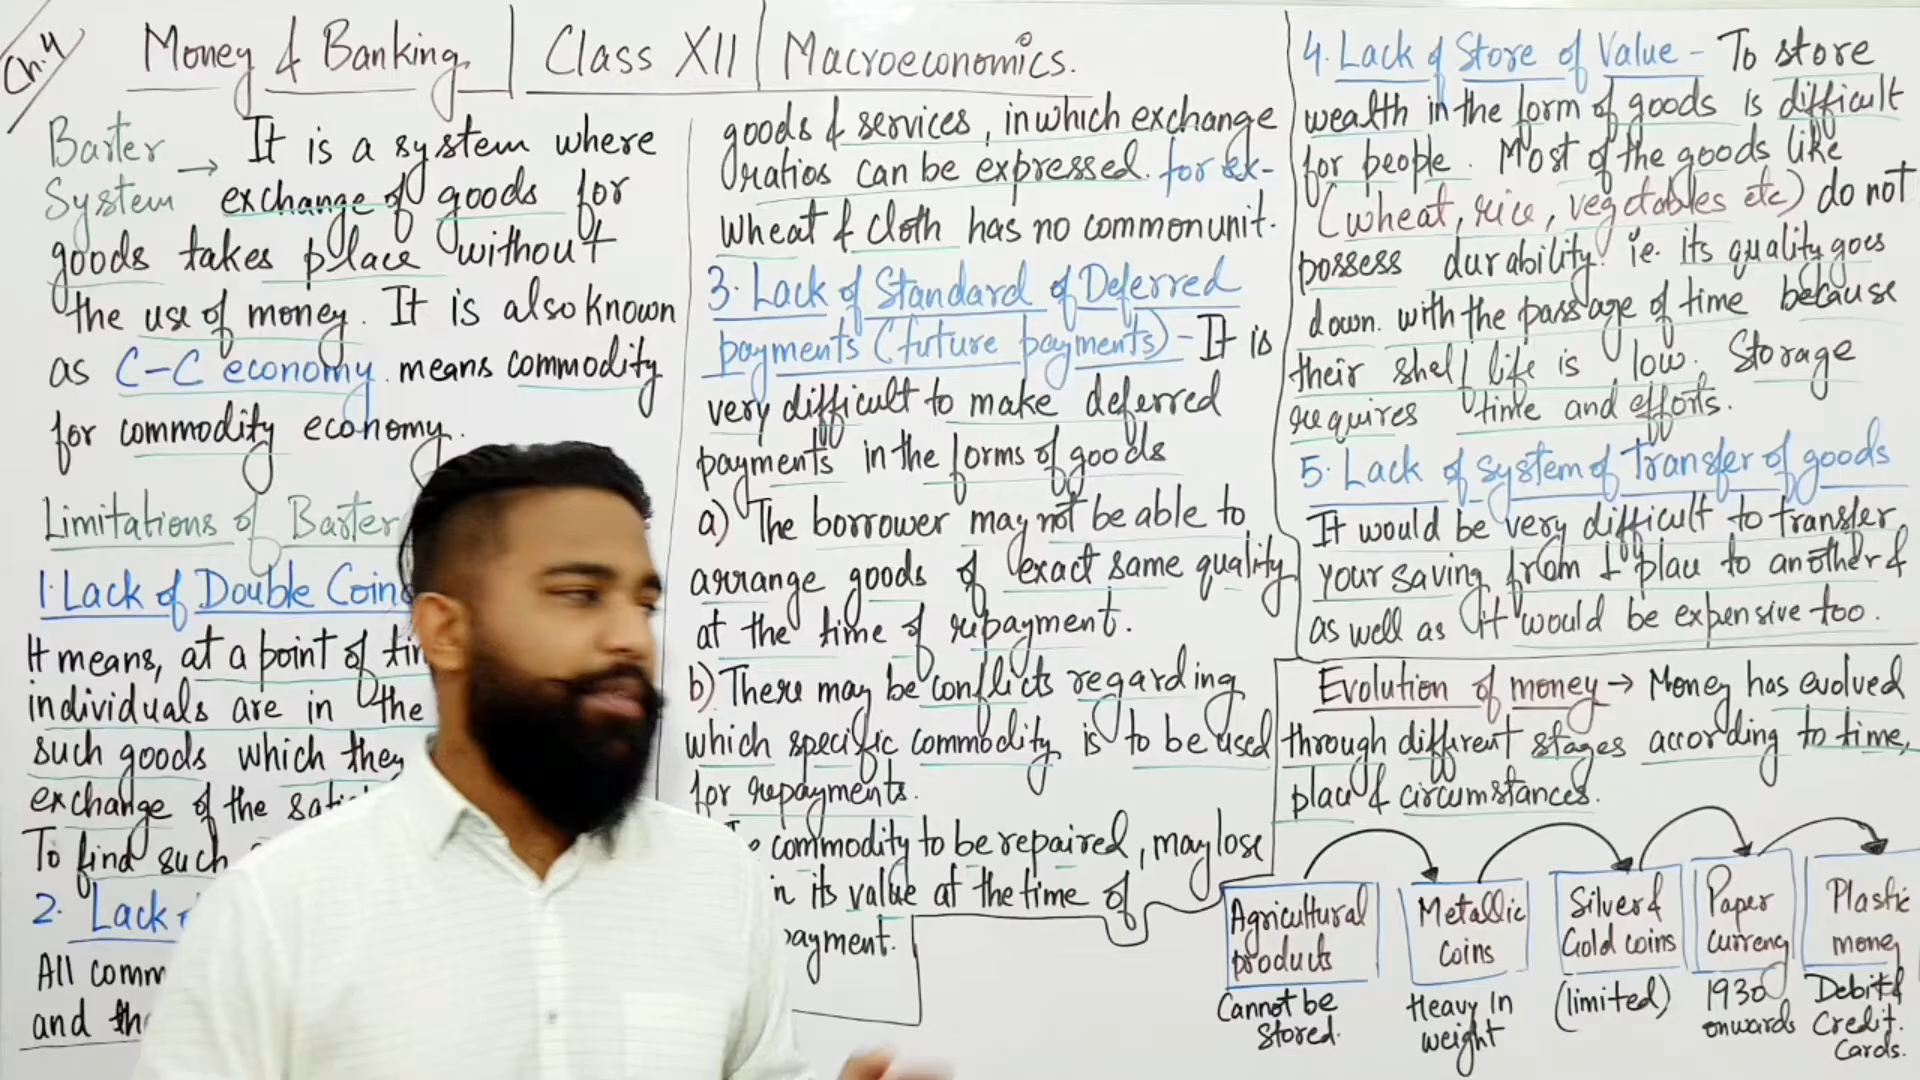 Ch.4
Money & Banking | Class XII | Macroeconomics.
Barter System → It is a system where
exchange of goods for
goods takes place without
the use of money. It is also known
as C-C economy. means commodity
for commodity economy.
Limitations of Barter
1. Lack of Double
It means, at a point of
individuals are in the
such goods which they
exchange of the
To find such
2. Lack
All
and
goods & services, in which exchange
ratios can be expressed. for ex-
wheat & cloth has no common unit.
3. Lack of Standard of Deferred
payments (future payments) - It is
very difficult to make deferred
payments in the forms of goods
a) The borrower may not be able to
arrange goods of exact same quality
at the time of repayment.
b) There may be conflicts regarding
which specific commodity is to be used
for repayments.
commodity to be repaired, may lose
in its value at the time of
4. Lack of Store of Value - To store
wealth in the form of goods is difficult
for people. Most of the goods like
(wheat, rice, vegetables etc) do not
possess durability. ie. its quality goes
down. with the passage of time because
their shelf life is low. Storage
requires time and efforts.
5. Lack of system of Transfer of goods
It would be very difficult to transfer
your saving from 1 place to another &
as well as it would be expensive too.
Evolution of money → Money has evolved
through different stages according to time,
place & circumstances.
Agricultural products
Cannot be stored.
Metallic coins
Heavy in weight
Silver & Gold coins
(limited)
Paper currency
1930 onwards
Plastic money
Debit & Credit Cards.